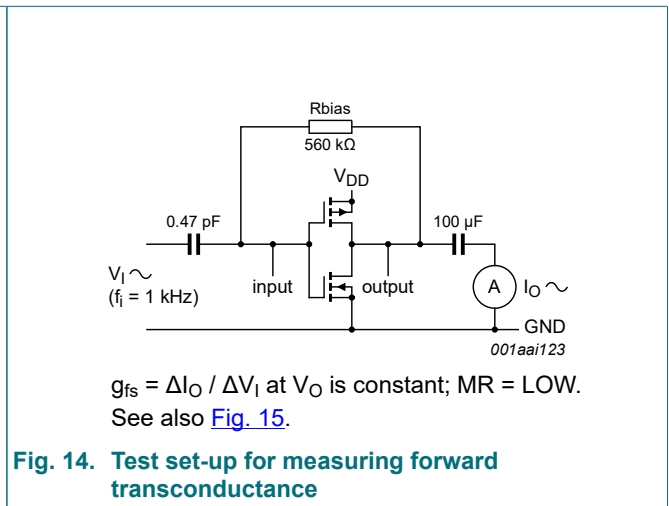 Rbias
560 kΩ
VDD
0.47 pF
100 µF
VI
(fi = 1 kHz)
input
output
A
IO
GND
001aai123
gfs = ΔIO / ΔVI at VO is constant; MR = LOW.
See also Fig. 15.
Fig. 14. Test set-up for measuring forward
transconductance